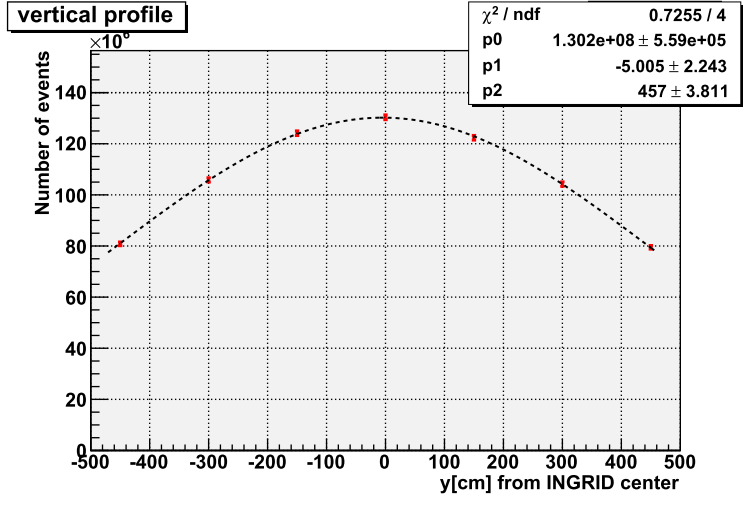 vertical profile
χ² / ndf 0.7255 / 4
p0 1.302e+08 ± 5.59e+05
p1 -5.005 ± 2.243
p2 457 ± 3.811
×10⁶
Number of events
140
120
100
80
60
40
20
0
-500 -400 -300 -200 -100 0 100 200 300 400 500
y[cm] from INGRID center